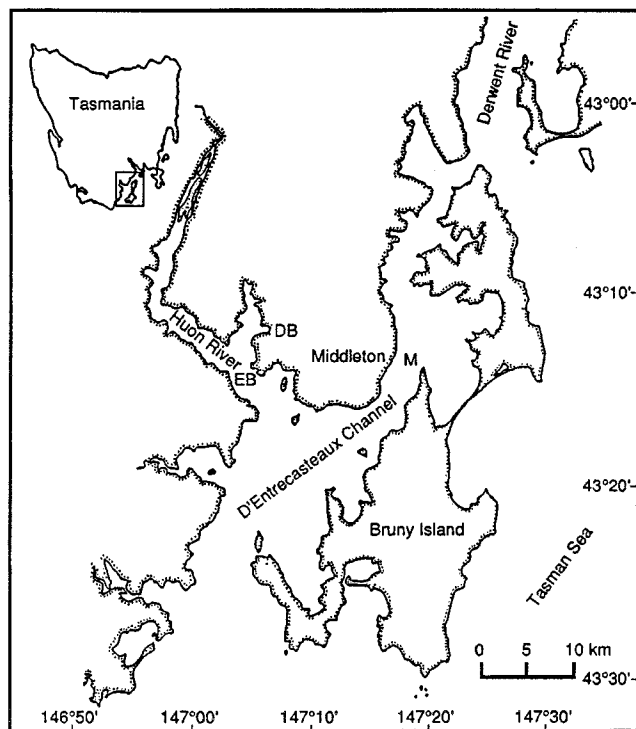 Tasmania
Derwent River
43°00'
43°10'
Huon River
DB
EB
Middleton
M
D'Entrecasteaux Channel
43°20'
Bruny Island
Tasman Sea
0 5 10 km
43°30'
146°50' 147°00' 147°10' 147°20' 147°30'